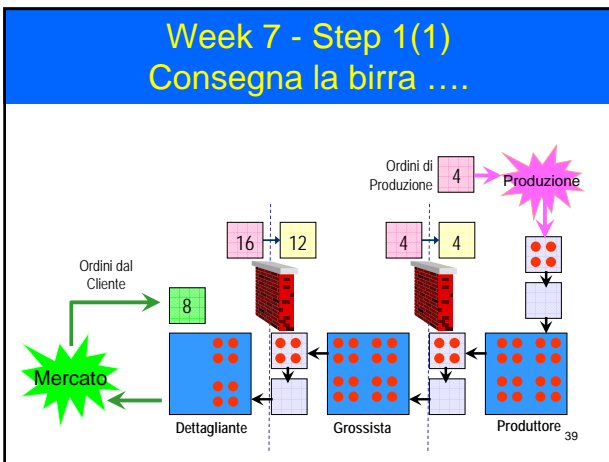 Week 7 - Step 1(1)
Consegna la birra ….
Ordini di
Produzione
4
Produzione
16
12
4
4
Ordini dal
Cliente
8
Mercato
Dettagliante
Grossista
Produttore
39